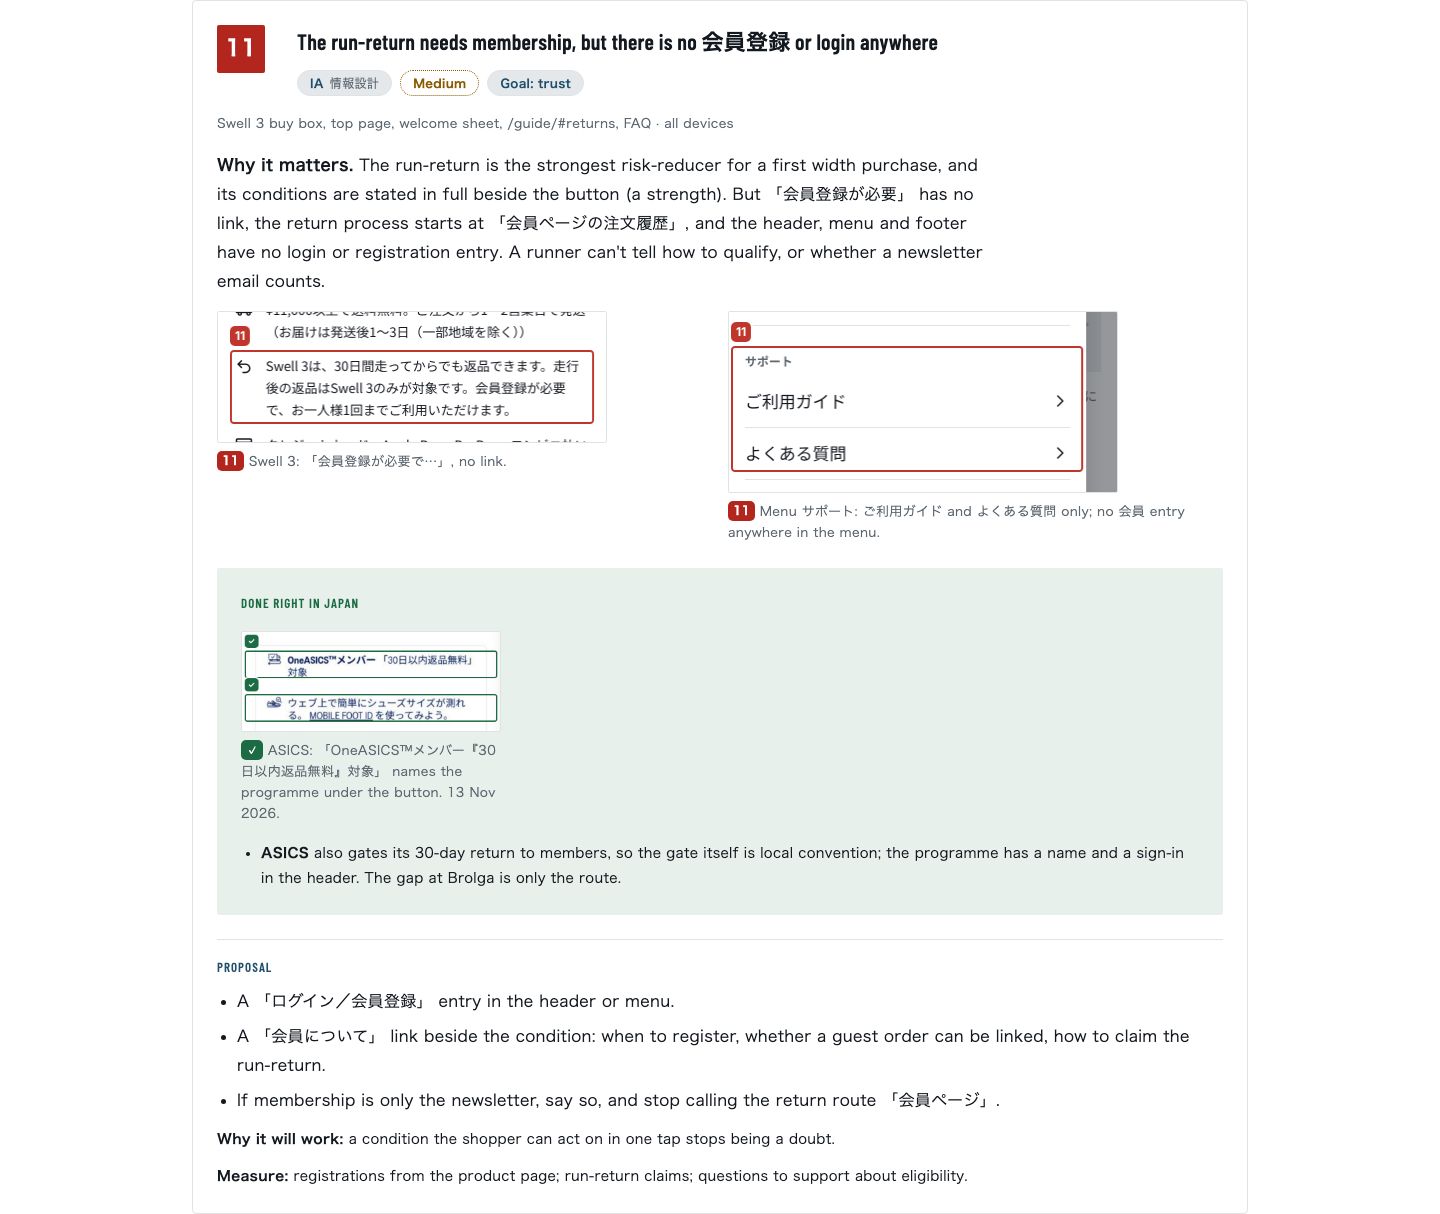 11
The run-return needs membership, but there is no 会員登録 or login anywhere
IA 情報設計
Medium
Goal: trust
Swell 3 buy box, top page, welcome sheet, /guide/#returns, FAQ · all devices
Why it matters. The run-return is the strongest risk-reducer for a first width purchase, and
its conditions are stated in full beside the button (a strength). But 「会員登録が必要」 has no
link, the return process starts at 「会員ページの注文履歴」, and the header, menu and footer
have no login or registration entry. A runner can't tell how to qualify, or whether a newsletter
email counts.
（お届けは発送後1〜3日（一部地域を除く））
11
Swell 3は、30日間走ってからでも返品できます。走行
後の返品はSwell 3のみが対象です。会員登録が必要
で、お一人様1回までご利用いただけます。
11 Swell 3: 「会員登録が必要で…」, no link.
11
サポート
ご利用ガイド
よくある質問
に
11 Menu サポート: ご利用ガイド and よくある質問 only; no 会員 entry
anywhere in the menu.
DONE RIGHT IN JAPAN
OneASICS™メンバー「30日以内返品無料」
対象
ウェブ上で簡単にシューズサイズが測れ
る。 MOBILE FOOT IDを使ってみよう。
ASICS: 「OneASICS™メンバー『30
日以内返品無料』対象」 names the
programme under the button. 13 Nov
2026.
• ASICS also gates its 30-day return to members, so the gate itself is local convention; the programme has a name and a sign-in
in the header. The gap at Brolga is only the route.
PROPOSAL
• A 「ログイン／会員登録」 entry in the header or menu.
• A 「会員について」 link beside the condition: when to register, whether a guest order can be linked, how to claim the
run-return.
• If membership is only the newsletter, say so, and stop calling the return route 「会員ページ」.
Why it will work: a condition the shopper can act on in one tap stops being a doubt.
Measure: registrations from the product page; run-return claims; questions to support about eligibility.